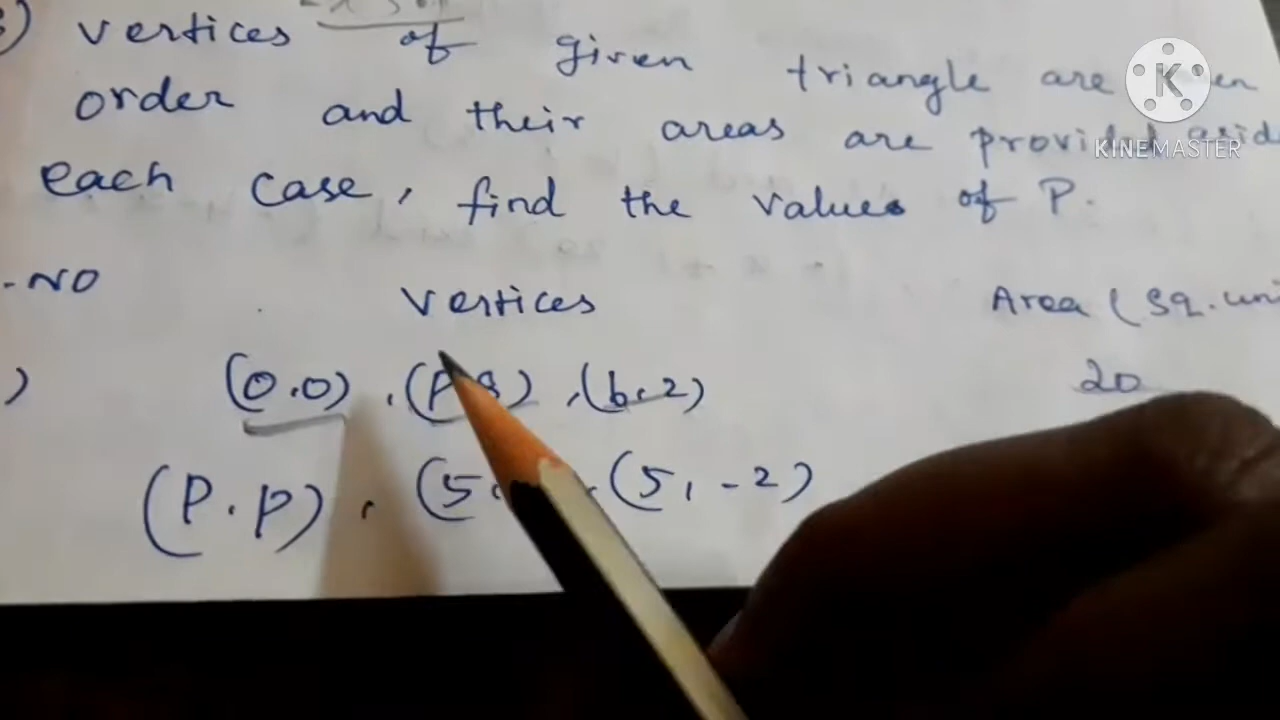 vertices of given triangle are
order and their areas are
each case, find the values of P.
-NO vertices Area (sq.uni
) (0,0), (P, 8), (6,2) 20
(P,P), (5, , (5,-2)
KINEMASTER